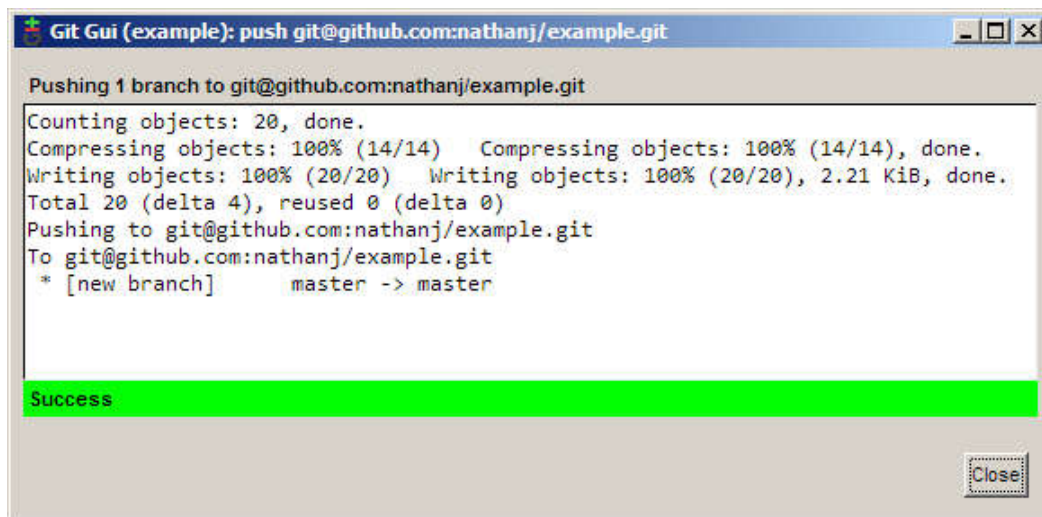 Git Gui (example): push git@github.com:nathanj/example.git
Pushing 1 branch to git@github.com:nathanj/example.git
Counting objects: 20, done.
Compressing objects: 100% (14/14)   Compressing objects: 100% (14/14), done.
Writing objects: 100% (20/20)   Writing objects: 100% (20/20), 2.21 KiB, done.
Total 20 (delta 4), reused 0 (delta 0)
Pushing to git@github.com:nathanj/example.git
To git@github.com:nathanj/example.git
 * [new branch]      master -> master
Success
Close